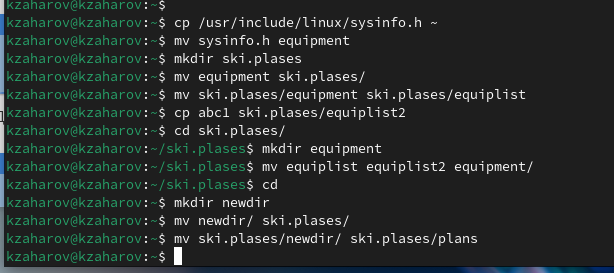 kzaharov@kzaharov:~$
kzaharov@kzaharov:~$ cp /usr/include/linux/sysinfo.h ~
kzaharov@kzaharov:~$ mv sysinfo.h equipment
kzaharov@kzaharov:~$ mkdir ski.plases
kzaharov@kzaharov:~$ mv equipment ski.plases/
kzaharov@kzaharov:~$ mv ski.plases/equipment ski.plases/equiplist
kzaharov@kzaharov:~$ cp abc1 ski.plases/equiplist2
kzaharov@kzaharov:~$ cd ski.plases/
kzaharov@kzaharov:~/ski.plases$ mkdir equipment
kzaharov@kzaharov:~/ski.plases$ mv equiplist equiplist2 equipment/
kzaharov@kzaharov:~/ski.plases$ cd
kzaharov@kzaharov:~$ mkdir newdir
kzaharov@kzaharov:~$ mv newdir/ ski.plases/
kzaharov@kzaharov:~$ mv ski.plases/newdir/ ski.plases/plans
kzaharov@kzaharov:~$